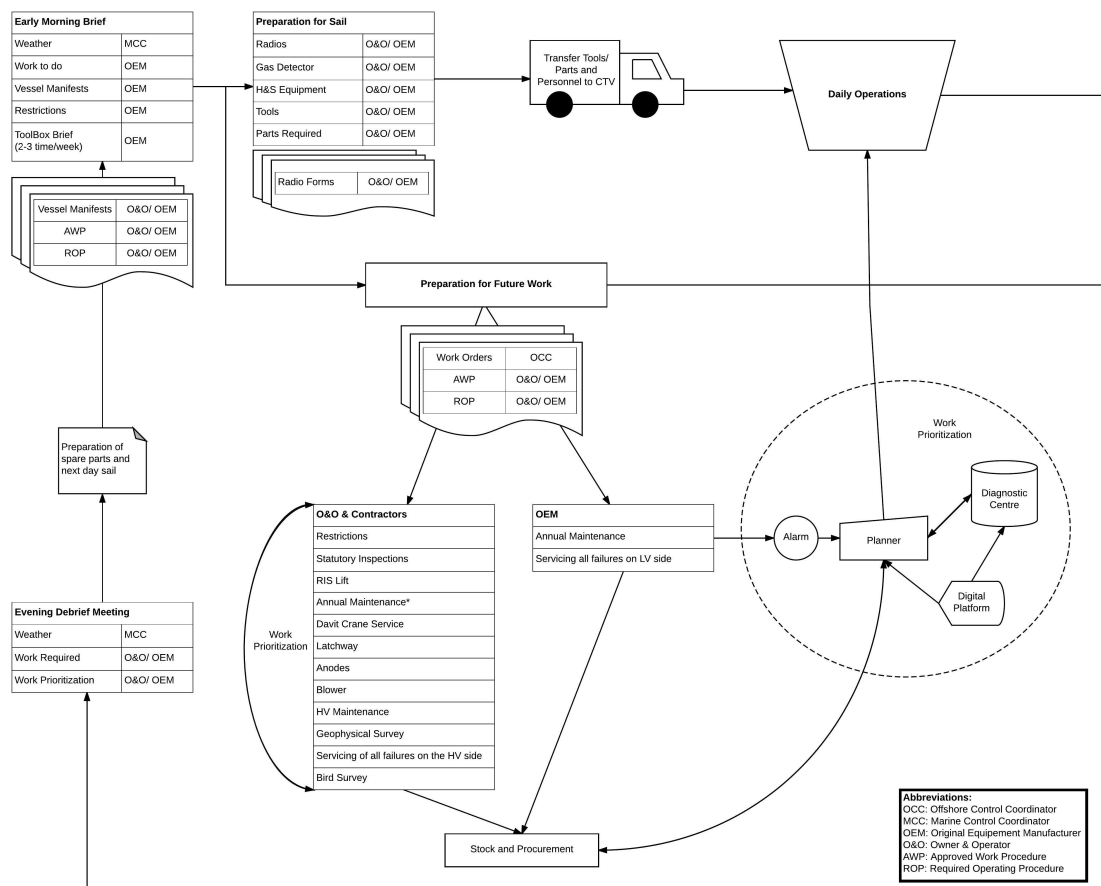 Early Morning Brief
Weather MCC
Work to do OEM
Vessel Manifests OEM
Restrictions OEM
ToolBox Brief
(2-3 time/week) OEM
Vessel Manifests O&O/ OEM
AWP O&O/ OEM
ROP O&O/ OEM
Preparation for Sail
Radios O&O/ OEM
Gas Detector O&O/ OEM
H&S Equipment O&O/ OEM
Tools O&O/ OEM
Parts Required O&O/ OEM
Radio Forms O&O/ OEM
Transfer Tools/
Parts and
Personnel to CTV
Daily Operations
Preparation for Future Work
Work Orders OCC
AWP O&O/ OEM
ROP O&O/ OEM
Preparation of
spare parts and
next day sail
Evening Debrief Meeting
Weather MCC
Work Required O&O/ OEM
Work Prioritization O&O/ OEM
Work
Prioritization
O&O & Contractors
Restrictions
Statutory Inspections
RIS Lift
Annual Maintenance*
Davit Crane Service
Latchway
Anodes
Blower
HV Maintenance
Geophysical Survey
Servicing of all failures on the HV side
Bird Survey
OEM
Annual Maintenance
Servicing all failures on LV side
Work
Prioritization
Alarm
Planner
Diagnostic
Centre
Digital
Platform
Stock and Procurement
Abbreviations:
OCC: Offshore Control Coordinator
MCC: Marine Control Coordinator
OEM: Original Equipement Manufacturer
O&O: Owner & Operator
AWP: Approved Work Procedure
ROP: Required Operating Procedure